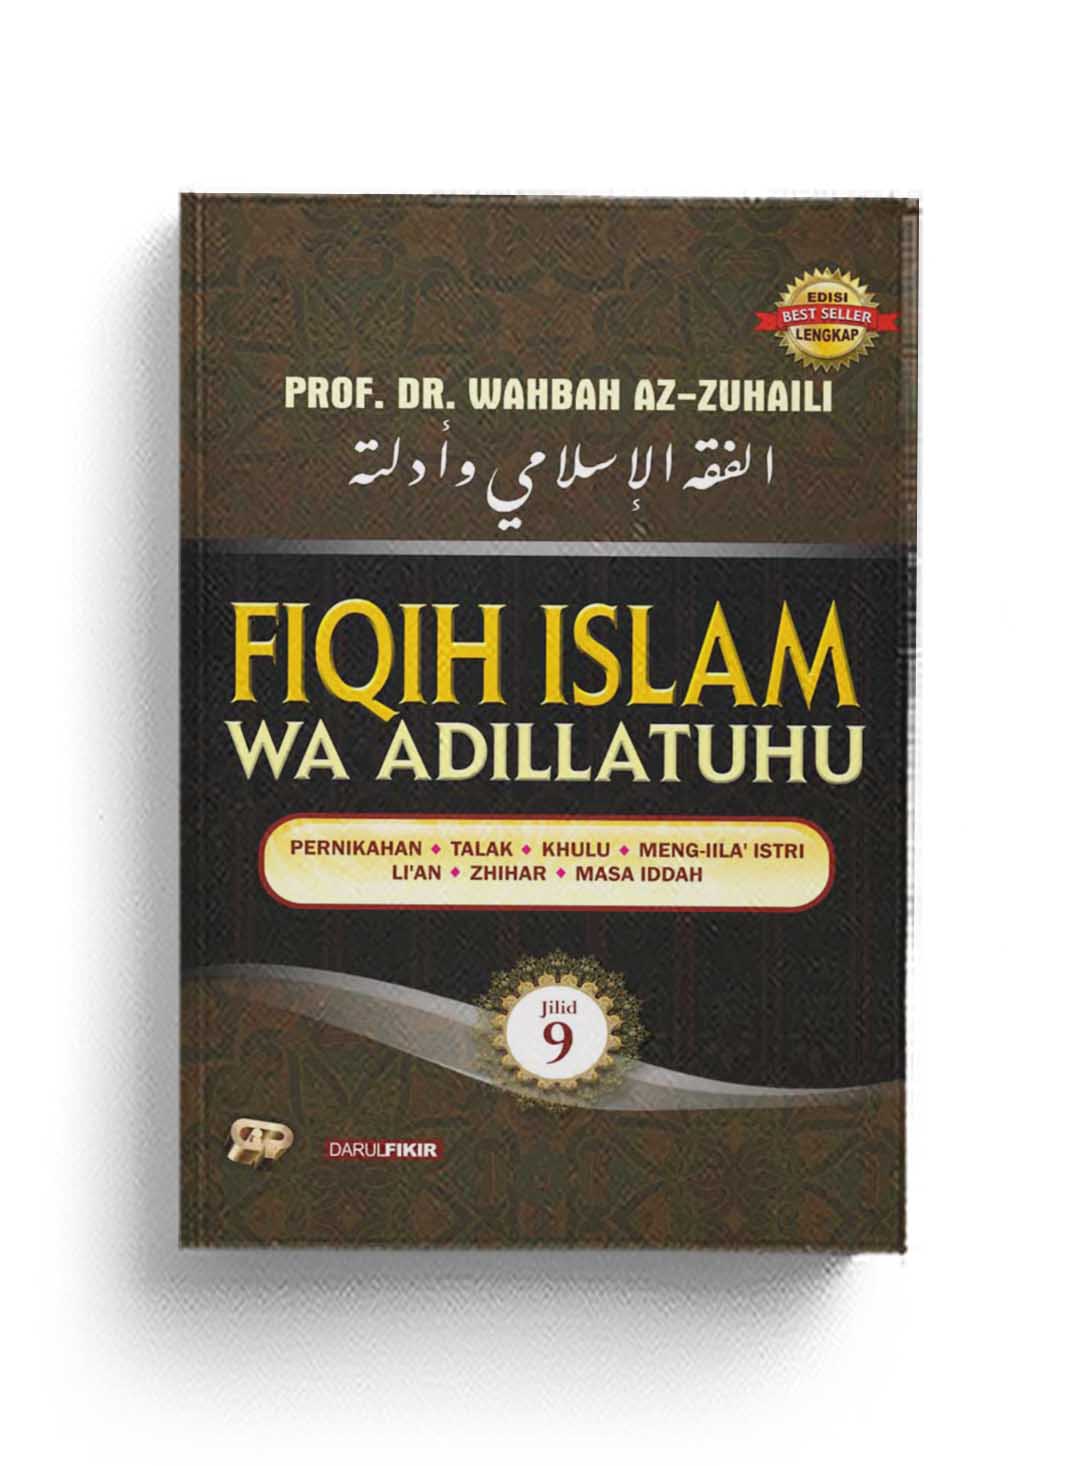 EDISI
BEST SELLER
LENGKAP
PROF. DR. WAHBAH AZ-ZUHAILI
الفقه الإسلامي وأدلته
FIQIH ISLAM
WA ADILLATUHU
PERNIKAHAN ◆ TALAK ◆ KHULU ◆ MENG-IILA' ISTRI
LI'AN ◆ ZHIHAR ◆ MASA IDDAH
Jilid
9
DARULFIKIR